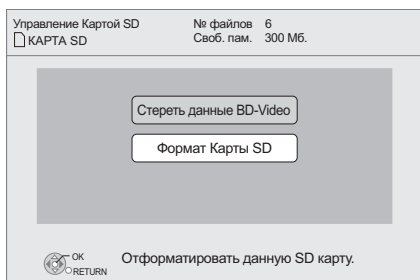 Управление Картой SD
КАРТА SD
№ файлов 6
Своб. пам. 300 Мб.
Стереть данные BD-Video
Формат Карты SD
OK
RETURN
Отформатировать данную SD карту.